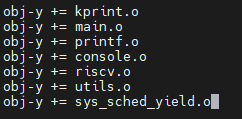 obj-y += kprint.o
obj-y += main.o
obj-y += printf.o
obj-y += console.o
obj-y += riscv.o
obj-y += utils.o
obj-y += sys_sched_yield.o